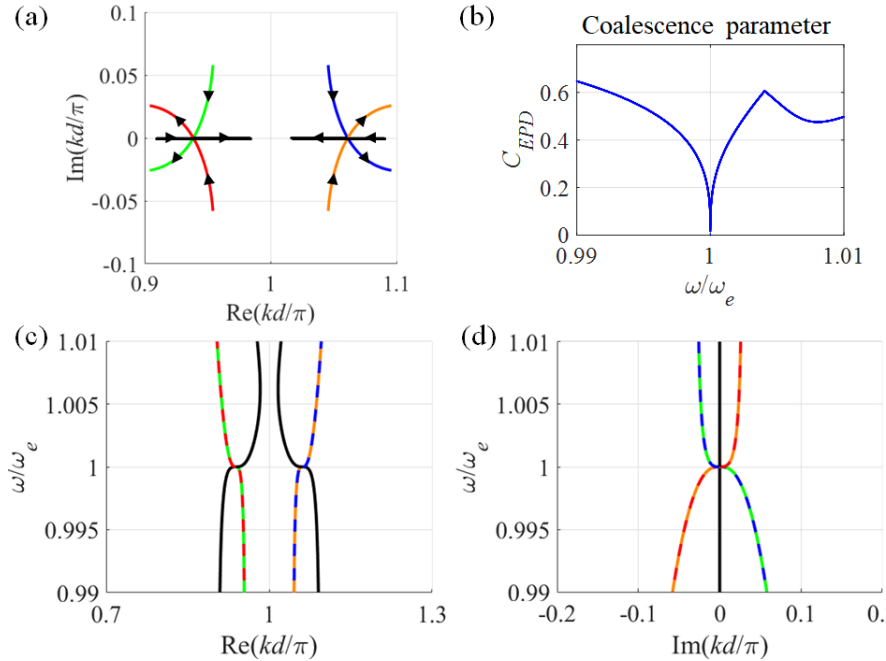 (a)
0.1
0.05
0
-0.05
-0.1
Im(kd/π)
0.9
1
1.1
Re(kd/π)
(b)
Coalescence parameter
0.6
0.4
0.2
0
C_EPD
0.99
1
1.01
ω/ω_e
(c)
1.01
1.005
1
0.995
0.99
ω/ω_e
0.7
1
1.3
Re(kd/π)
(d)
1.01
1.005
1
0.995
0.99
ω/ω_e
-0.2
-0.1
0
0.1
Im(kd/π)